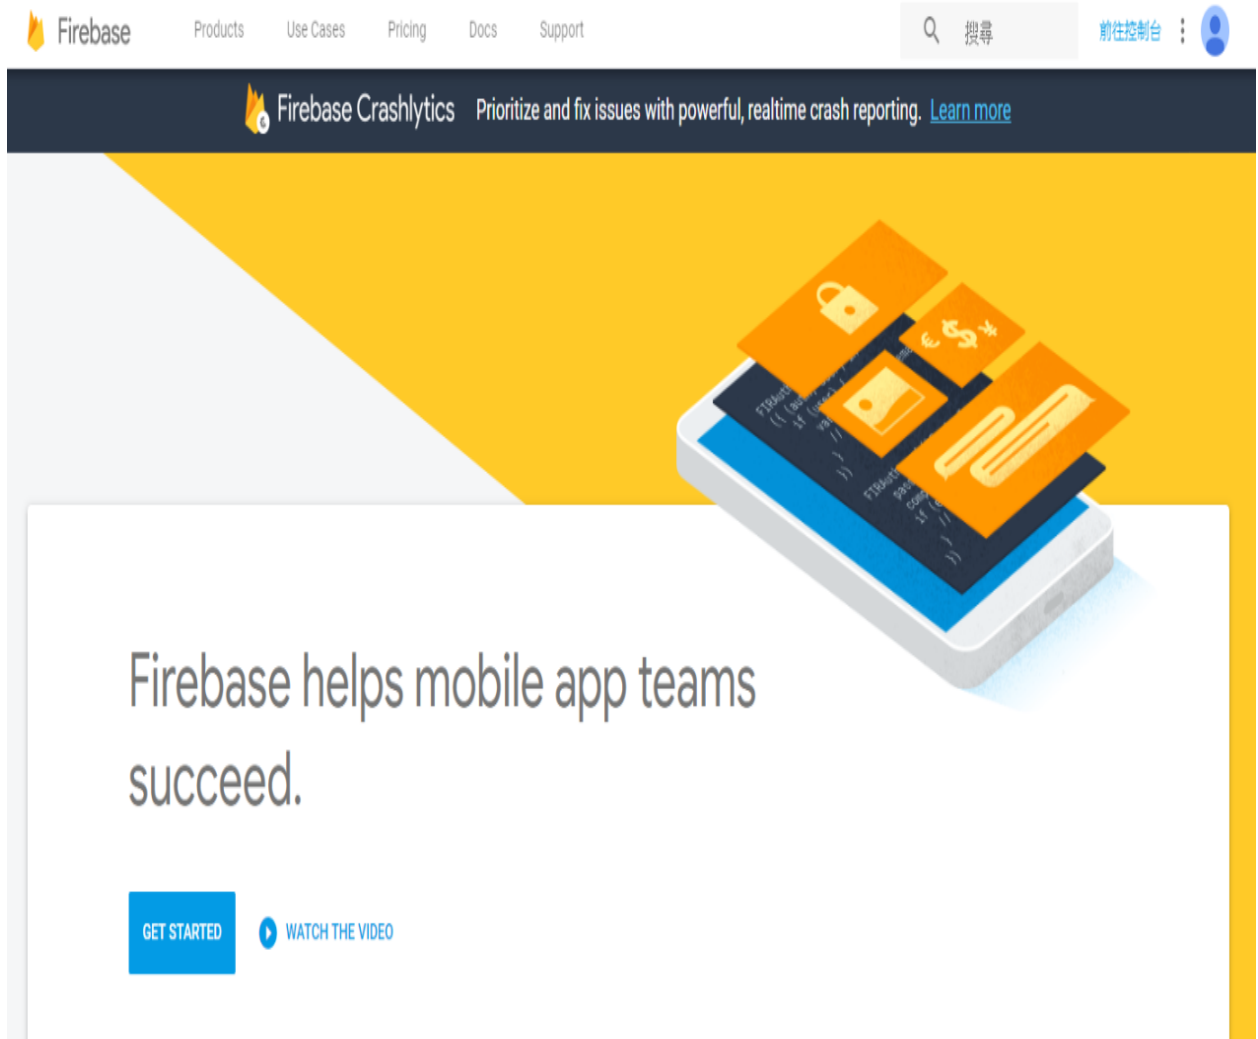 Firebase Products Use Cases Pricing Docs Support 搜尋 前往控制台
Firebase Crashlytics Prioritize and fix issues with powerful, realtime crash reporting. Learn more
Firebase helps mobile app teams
succeed.
GET STARTED WATCH THE VIDEO